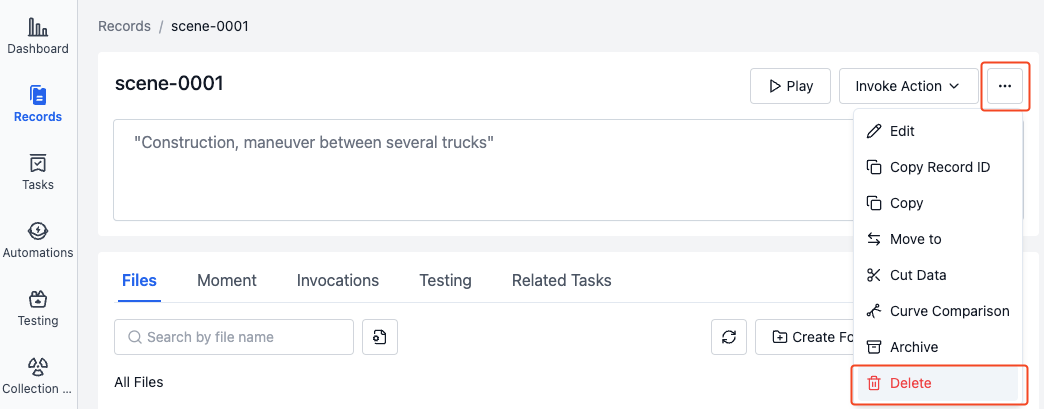 Dashboard
Records
Tasks
Automations
Testing
Collection ...
Records / scene-0001
scene-0001
Play
Invoke Action
...
"Construction, maneuver between several trucks"
Edit
Copy Record ID
Copy
Move to
Cut Data
Curve Comparison
Archive
Delete
Files Moment Invocations Testing Related Tasks
Search by file name
Create Fo
All Files